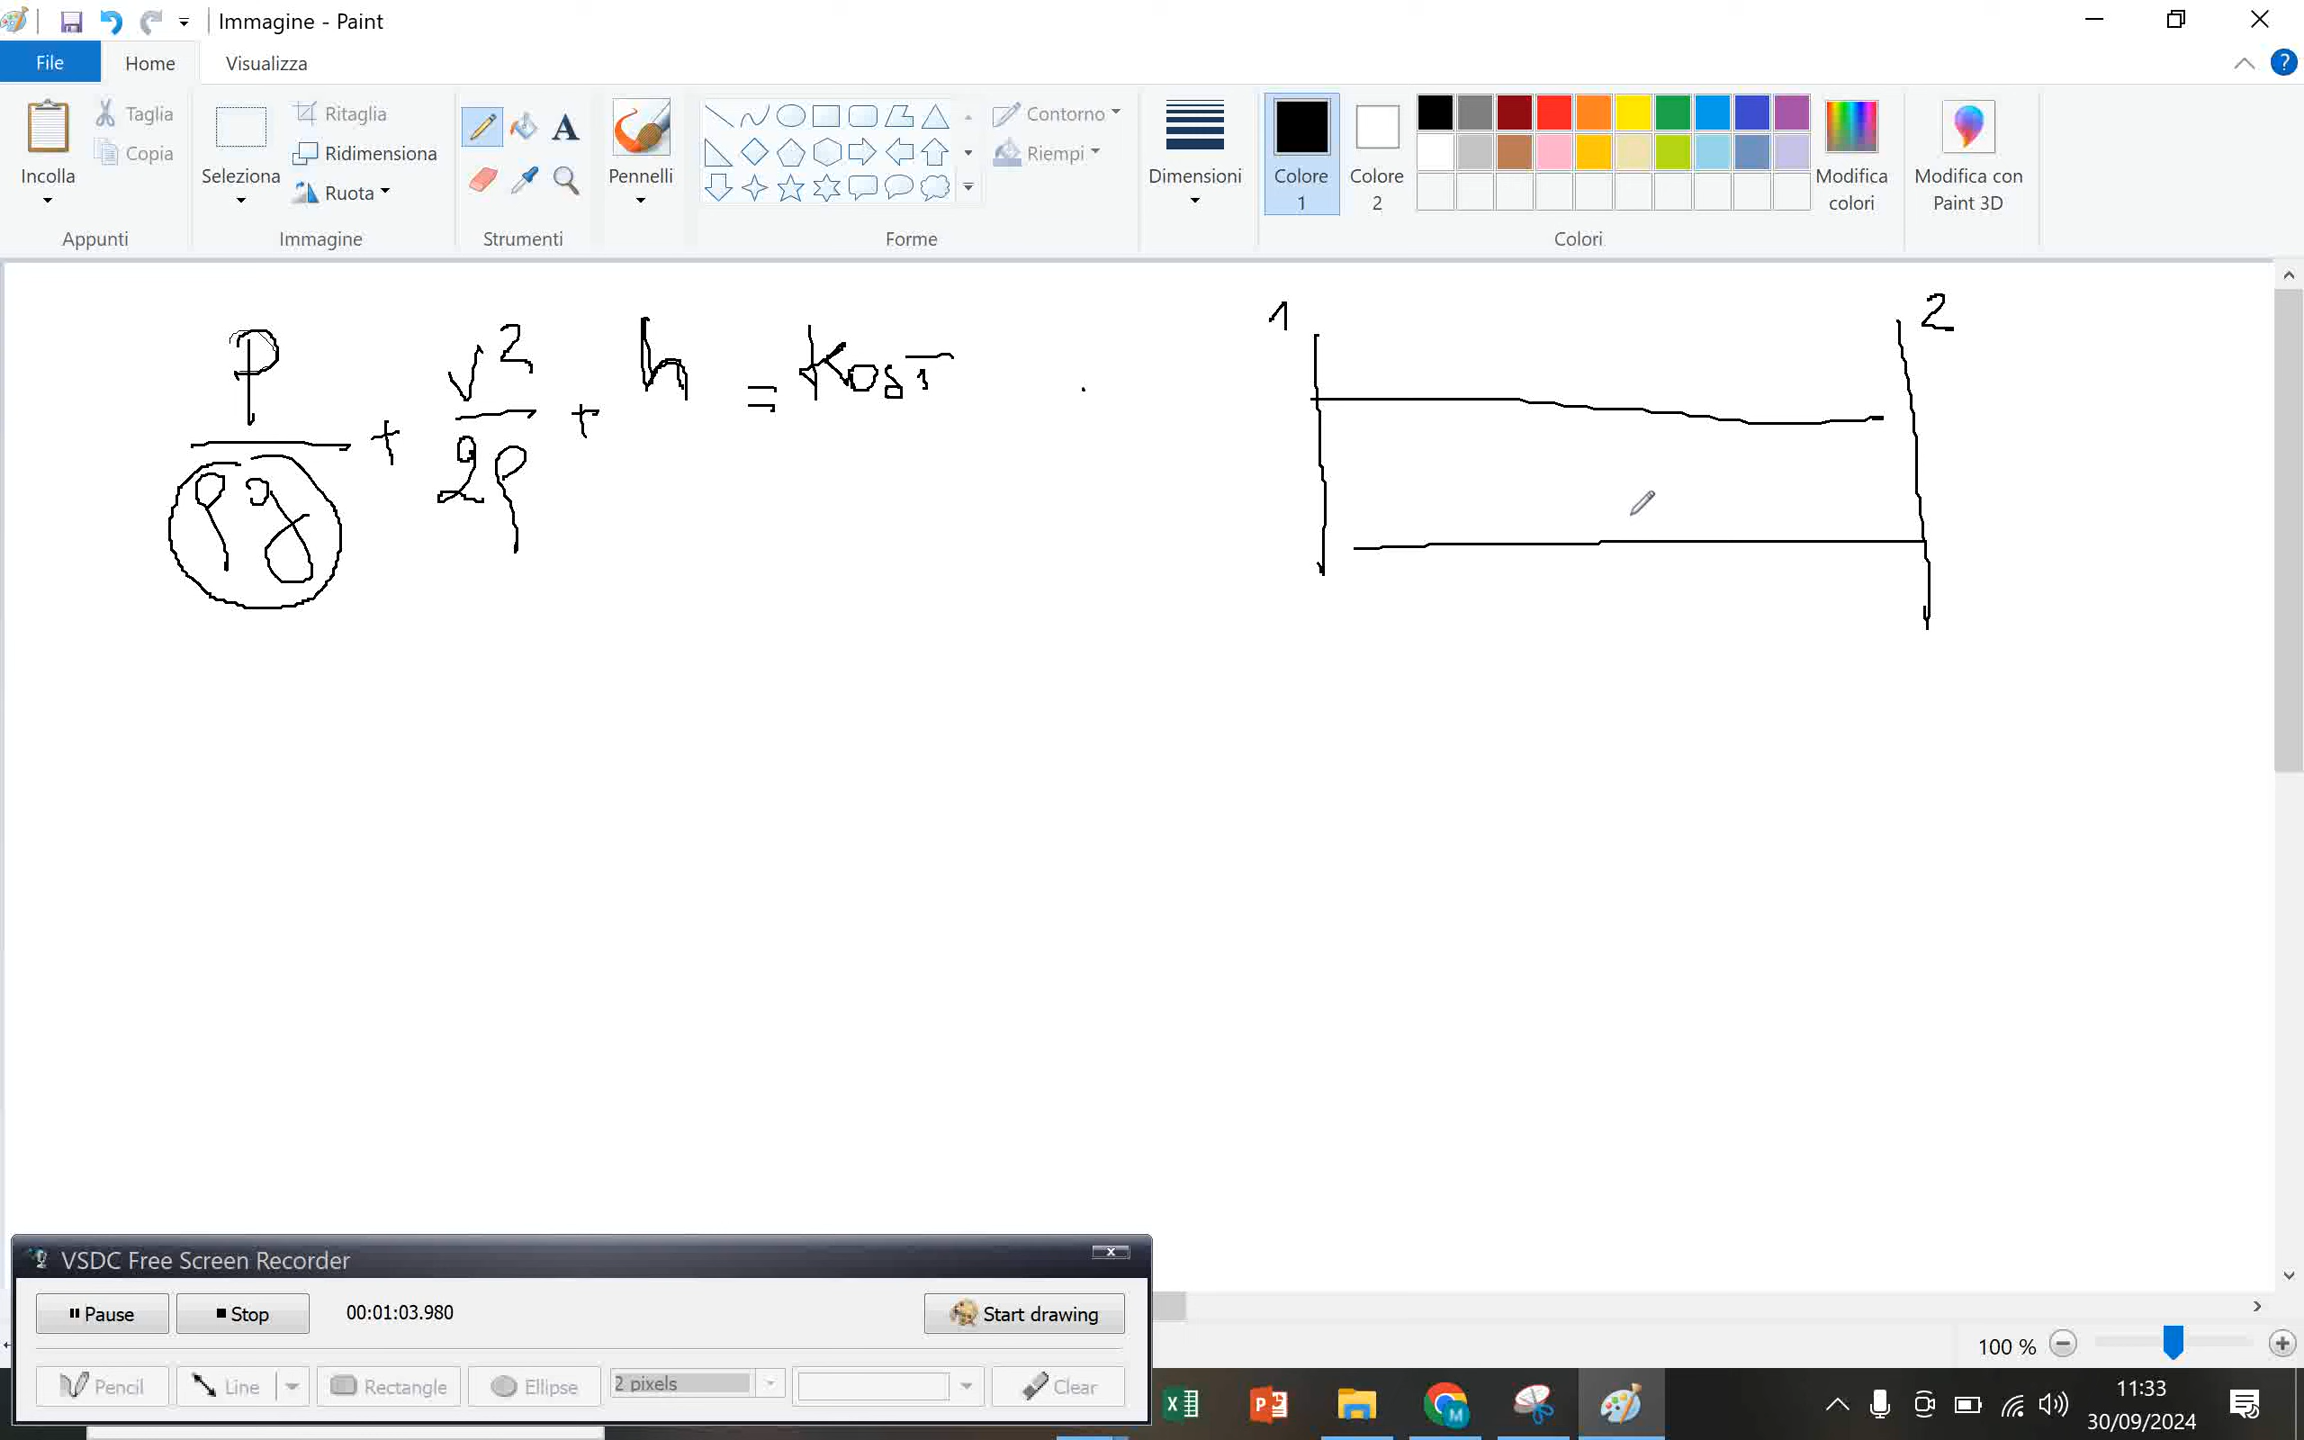 Immagine - Paint
File Home Visualizza
Incolla
Taglia
Copia
Appunti
Seleziona
Ritaglia
Ridimensiona
Ruota
Immagine
A
Strumenti
Pennelli
Contorno
Riempi
Forme
Dimensioni
Colore 1
Colore 2
Modifica colori
Modifica con Paint 3D
Colori
P
+ v² + h = Kost
2
1
2
VSDC Free Screen Recorder
Pause Stop 00:01:03.980 Start drawing
Pencil Line Rectangle Ellipse 2 pixels Clear
100 %
11:33
30/09/2024